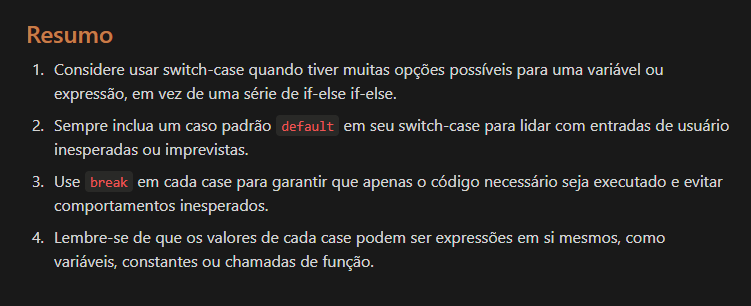 Resumo
1. Considere usar switch-case quando tiver muitas opções possíveis para uma variável ou
expressão, em vez de uma série de if-else if-else.
2. Sempre inclua um caso padrão default em seu switch-case para lidar com entradas de usuário
inesperadas ou imprevistas.
3. Use break em cada case para garantir que apenas o código necessário seja executado e evitar
comportamentos inesperados.
4. Lembre-se de que os valores de cada case podem ser expressões em si mesmos, como
variáveis, constantes ou chamadas de função.